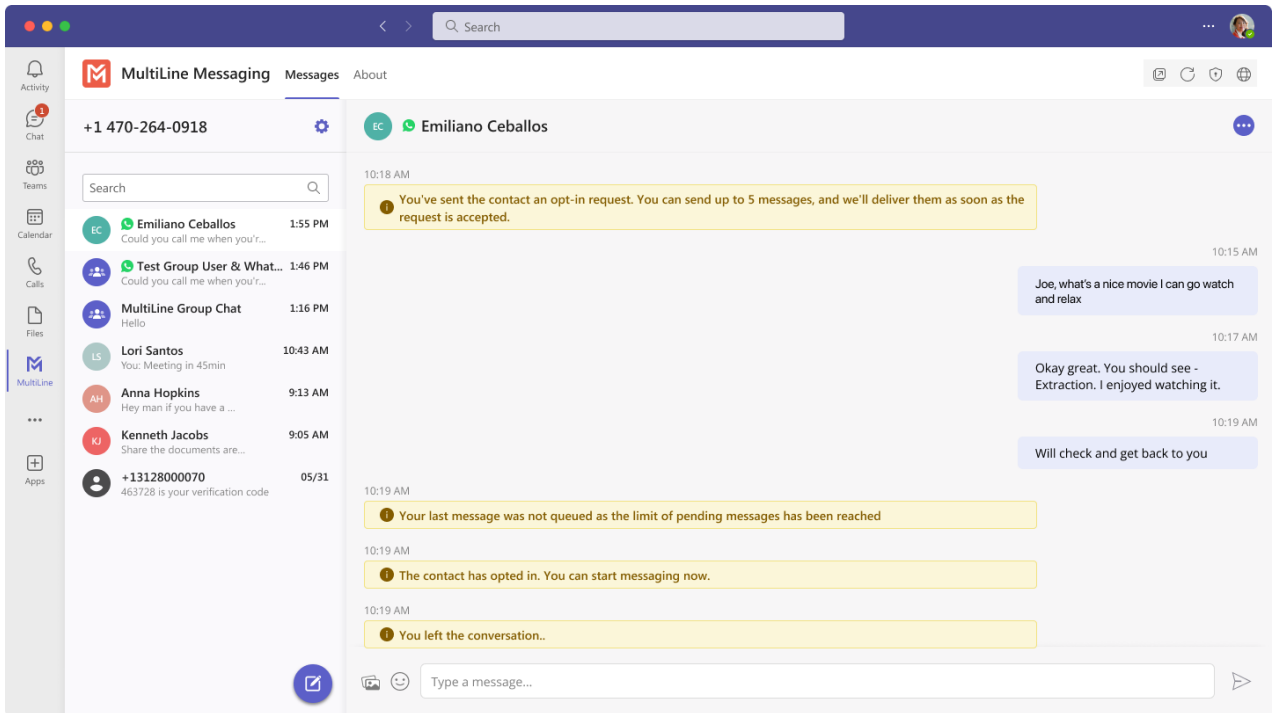 Search
Activity
1
Chat
Teams
Calendar
Calls
Files
MultiLine
Apps
MultiLine Messaging
Messages
About
+1 470-264-0918
Search
EC
Emiliano Ceballos
1:55 PM
Could you call me when you'r...
Test Group User & What...
1:46 PM
Could you call me when you'r...
MultiLine Group Chat
1:16 PM
Hello
LS
Lori Santos
10:43 AM
You: Meeting in 45min
AH
Anna Hopkins
9:13 AM
Hey man if you have a ...
KJ
Kenneth Jacobs
9:05 AM
Share the documents are...
+13128000070
05/31
463728 is your verification code
EC
Emiliano Ceballos
10:18 AM
You've sent the contact an opt-in request. You can send up to 5 messages, and we'll deliver them as soon as the
request is accepted.
10:15 AM
Joe, what's a nice movie I can go watch
and relax
10:17 AM
Okay great. You should see -
Extraction. I enjoyed watching it.
10:19 AM
Will check and get back to you
10:19 AM
Your last message was not queued as the limit of pending messages has been reached
10:19 AM
The contact has opted in. You can start messaging now.
10:19 AM
You left the conversation..
Type a message...